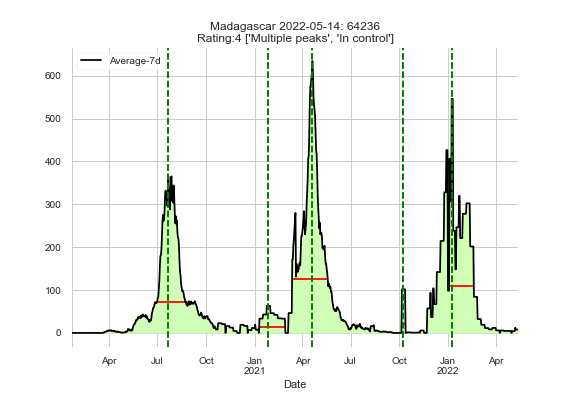 Madagascar 2022-05-14: 64236
Rating:4 ['Multiple peaks', 'In control']
Average-7d
600
500
400
300
200
100
0
Apr Jul Oct Jan Apr Jul Oct Jan Apr
2021 2022
Date